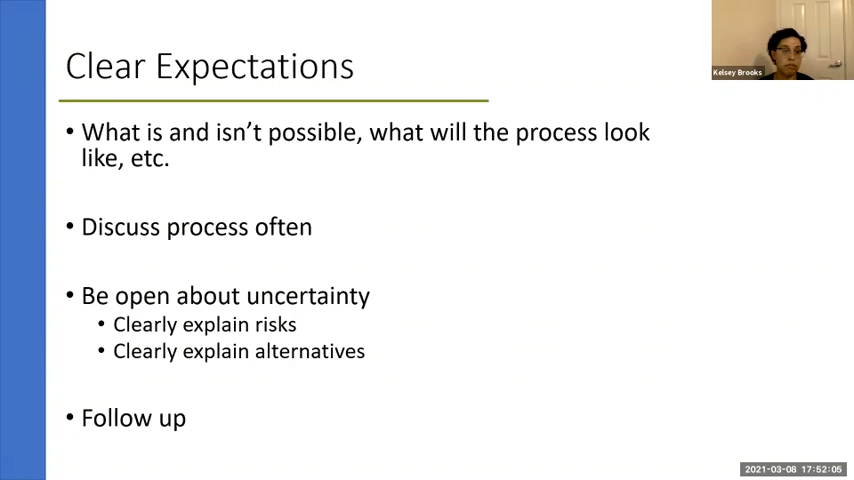 Clear Expectations
Kelsey Brooks
• What is and isn't possible, what will the process look
like, etc.
• Discuss process often
• Be open about uncertainty
• Clearly explain risks
• Clearly explain alternatives
• Follow up
2021-03-08 17:52:05